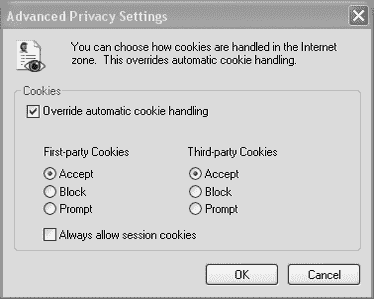 Advanced Privacy Settings
You can choose how cookies are handled in the Internet
zone. This overrides automatic cookie handling.
Cookies
Override automatic cookie handling
First-party Cookies Third-party Cookies
Accept Accept
Block Block
Prompt Prompt
Always allow session cookies
OK Cancel